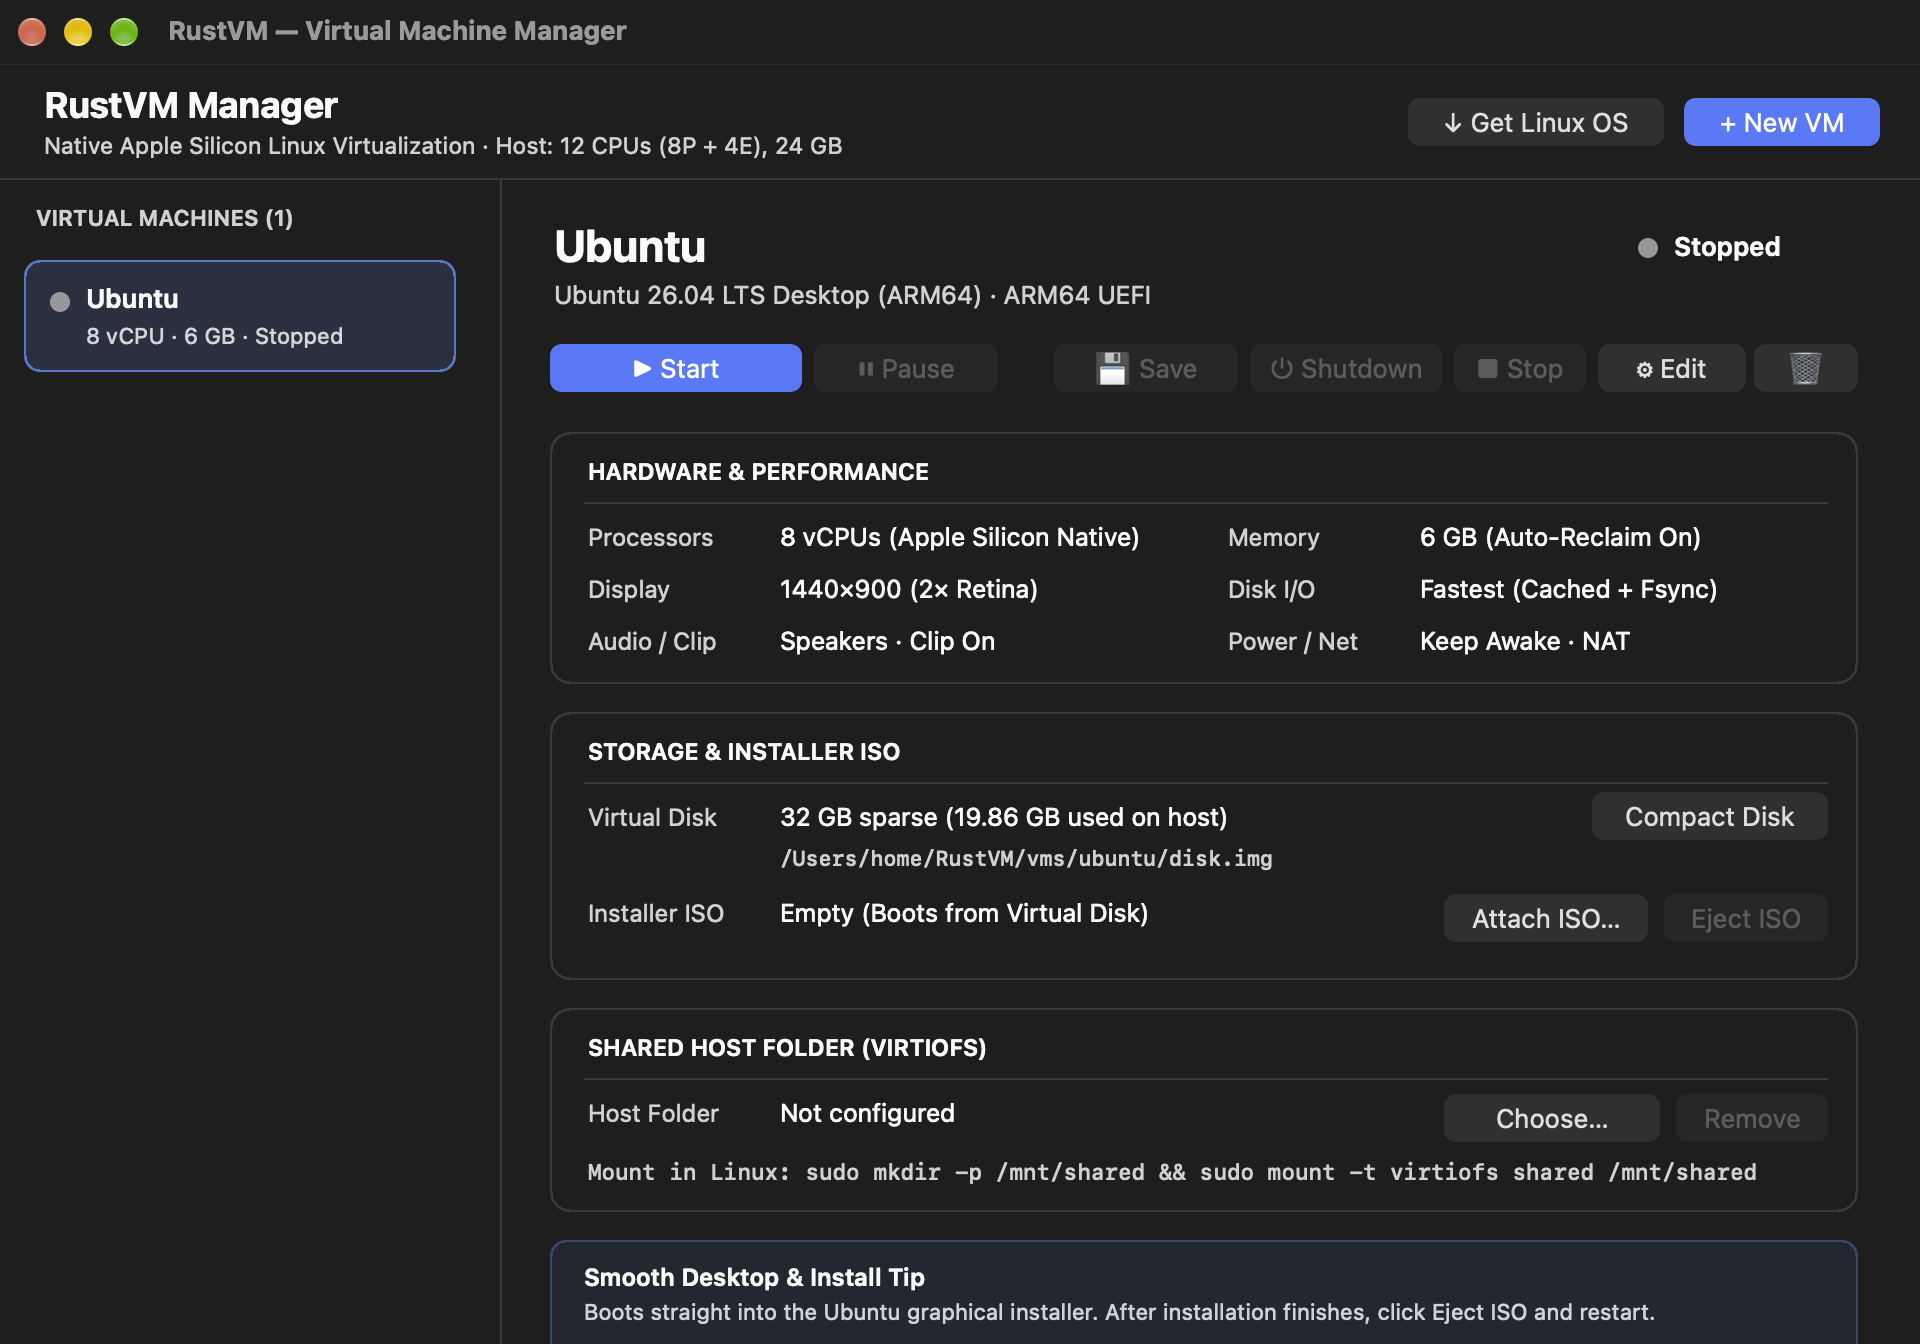 RustVM — Virtual Machine Manager
RustVM Manager
Native Apple Silicon Linux Virtualization · Host: 12 CPUs (8P + 4E), 24 GB
↓ Get Linux OS
+ New VM
VIRTUAL MACHINES (1)
Ubuntu
8 vCPU · 6 GB · Stopped
Ubuntu
Stopped
Ubuntu 26.04 LTS Desktop (ARM64) · ARM64 UEFI
▶ Start
Pause
Save
Shutdown
Stop
Edit
HARDWARE & PERFORMANCE
Processors 8 vCPUs (Apple Silicon Native) Memory 6 GB (Auto-Reclaim On)
Display 1440×900 (2× Retina) Disk I/O Fastest (Cached + Fsync)
Audio / Clip Speakers · Clip On Power / Net Keep Awake · NAT
STORAGE & INSTALLER ISO
Virtual Disk 32 GB sparse (19.86 GB used on host) Compact Disk
/Users/home/RustVM/vms/ubuntu/disk.img
Installer ISO Empty (Boots from Virtual Disk) Attach ISO... Eject ISO
SHARED HOST FOLDER (VIRTIOFS)
Host Folder Not configured Choose... Remove
Mount in Linux: sudo mkdir -p /mnt/shared && sudo mount -t virtiofs shared /mnt/shared
Smooth Desktop & Install Tip
Boots straight into the Ubuntu graphical installer. After installation finishes, click Eject ISO and restart.